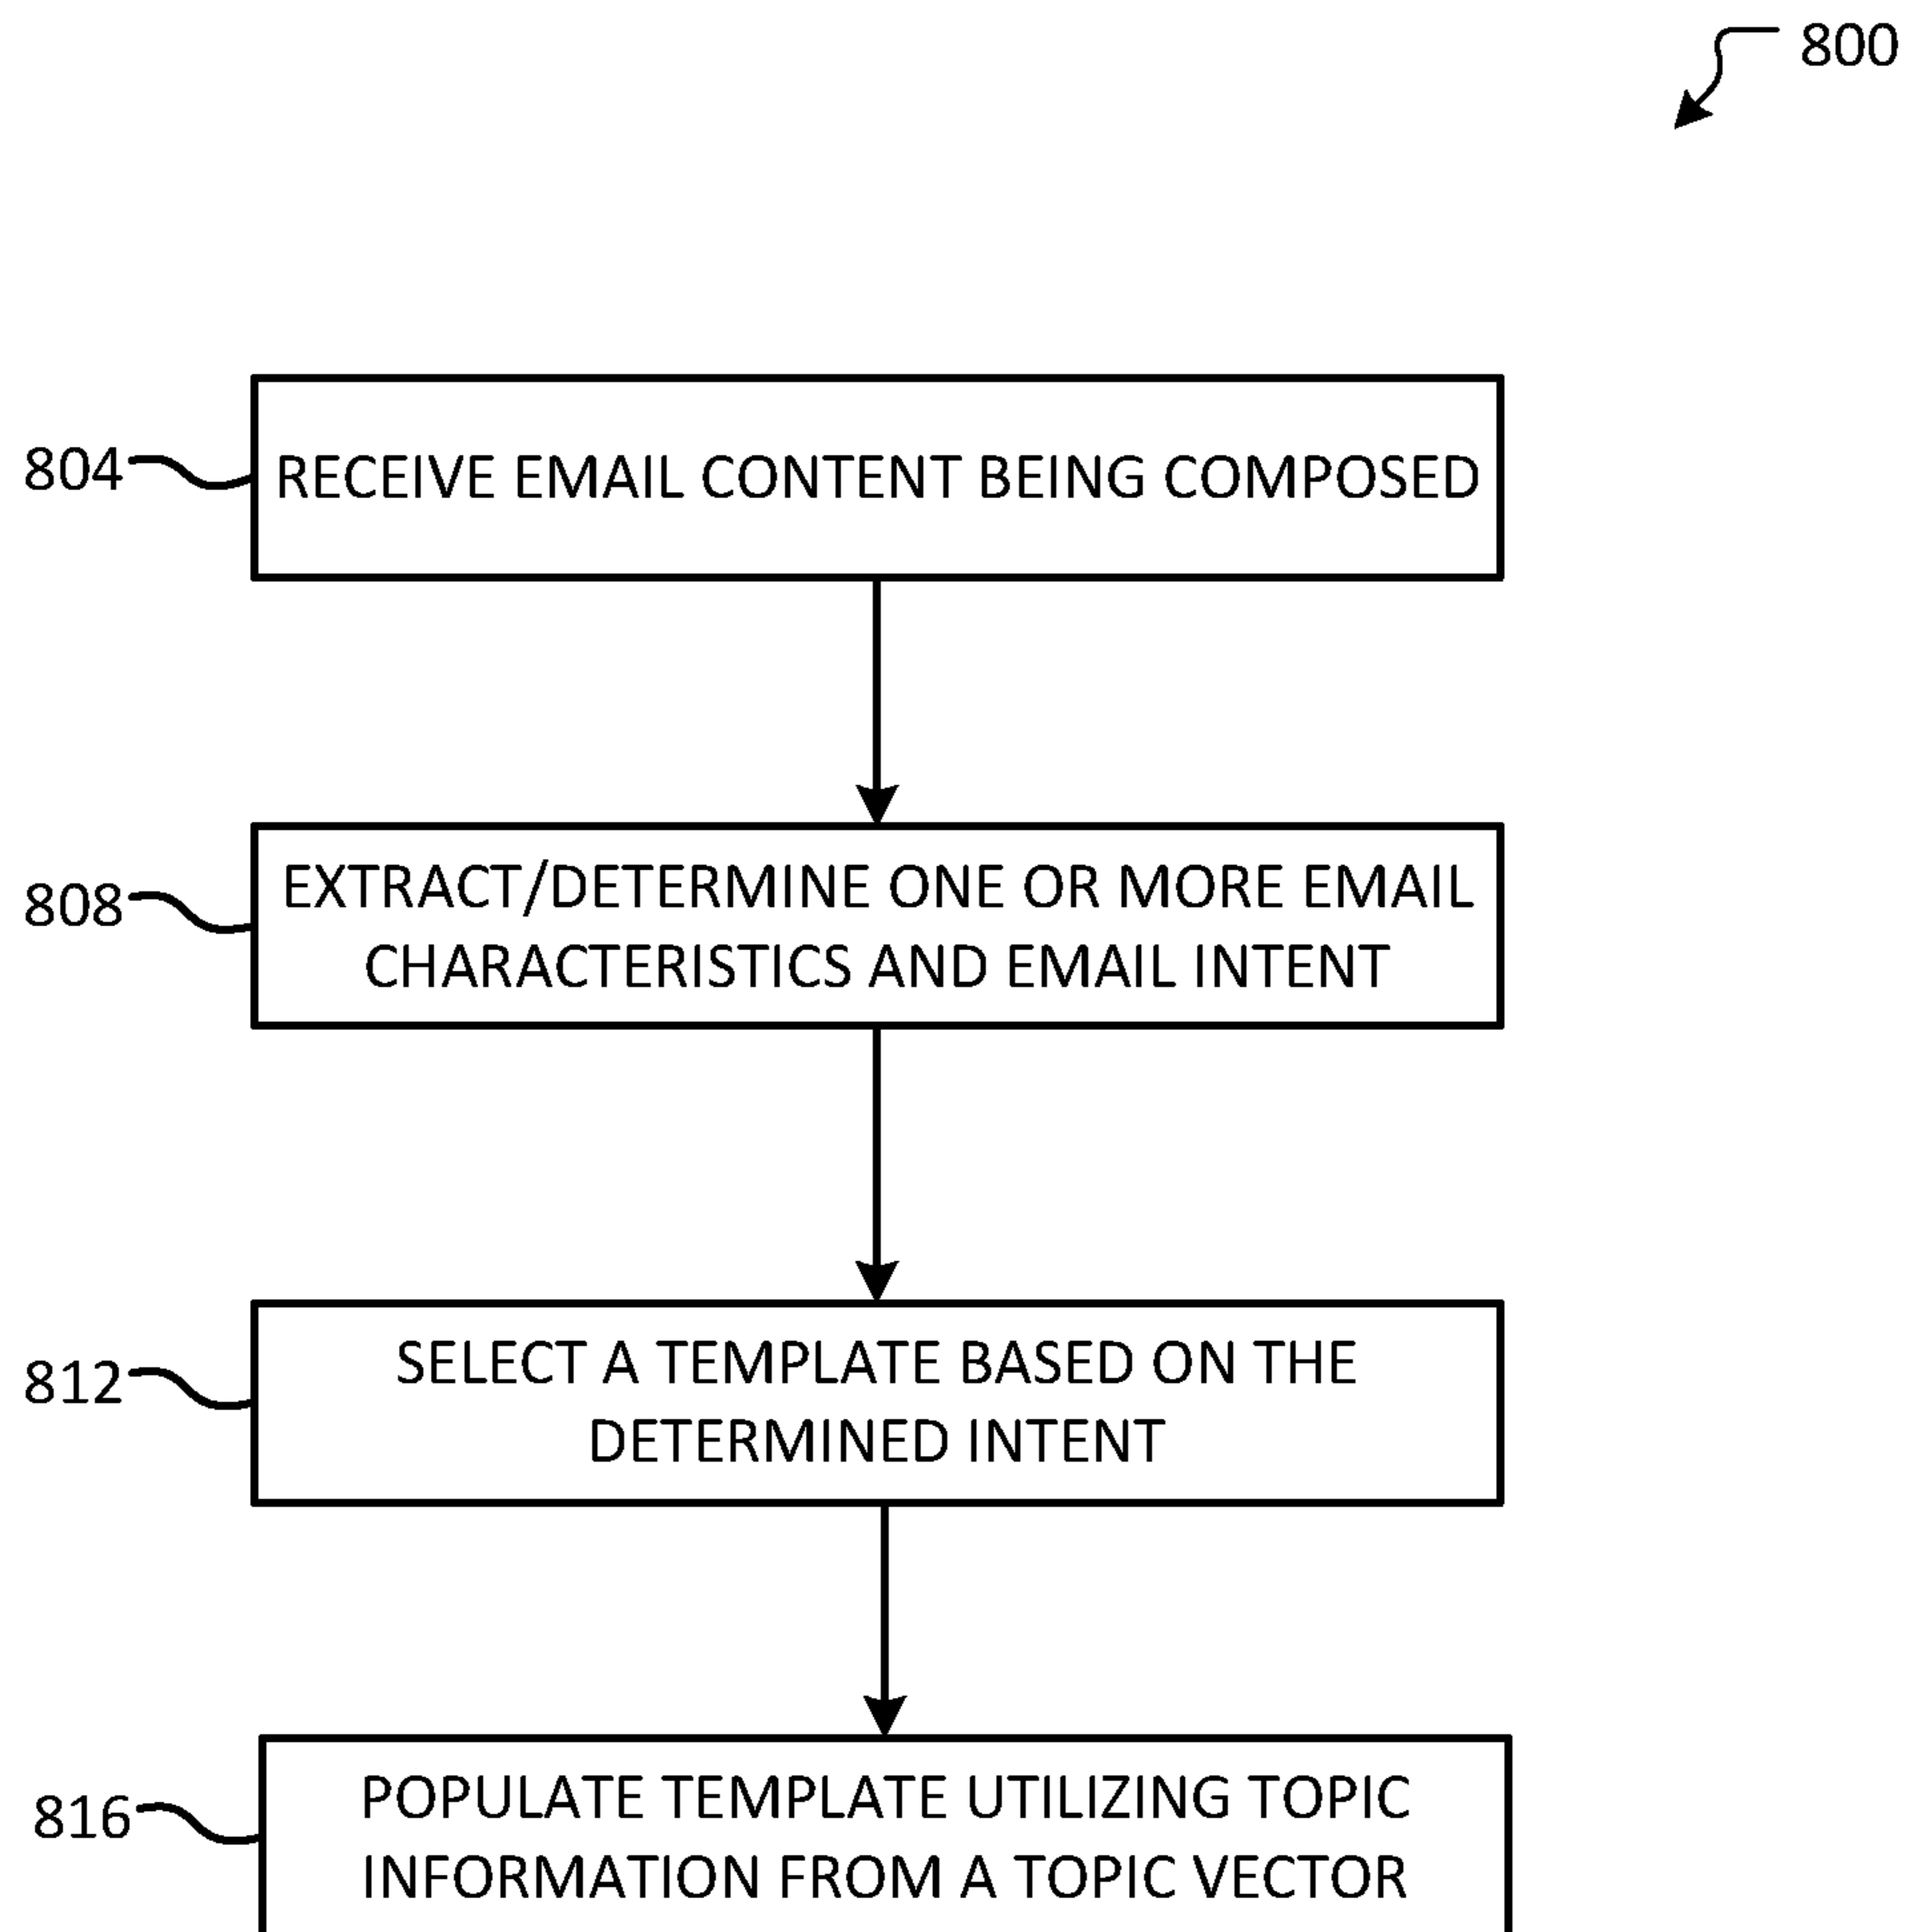 800
804
RECEIVE EMAIL CONTENT BEING COMPOSED
808
EXTRACT/DETERMINE ONE OR MORE EMAIL
CHARACTERISTICS AND EMAIL INTENT
812
SELECT A TEMPLATE BASED ON THE
DETERMINED INTENT
816
POPULATE TEMPLATE UTILIZING TOPIC
INFORMATION FROM A TOPIC VECTOR